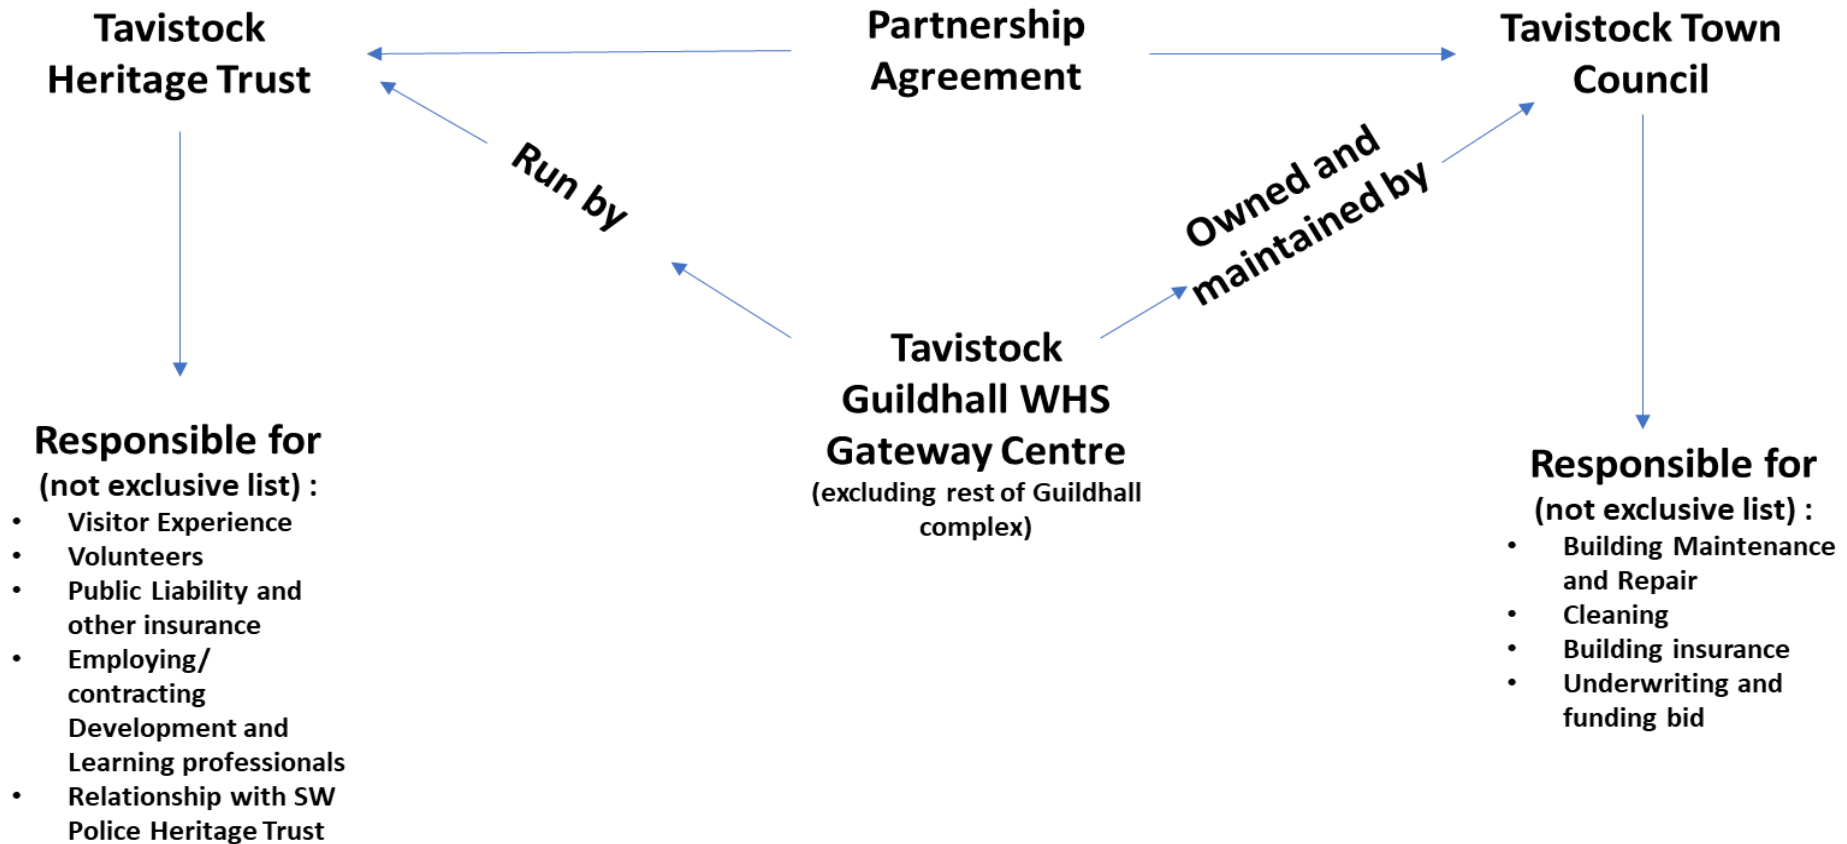 Tavistock
Heritage Trust
Partnership
Agreement
Tavistock Town
Council
Run by
Owned and
maintained by
Tavistock
Guildhall WHS
Gateway Centre
(excluding rest of Guildhall
complex)
Responsible for
(not exclusive list) :
• Visitor Experience
• Volunteers
• Public Liability and
other insurance
• Employing/
contracting
Development and
Learning professionals
• Relationship with SW
Police Heritage Trust
Responsible for
(not exclusive list) :
• Building Maintenance
and Repair
• Cleaning
• Building insurance
• Underwriting and
funding bid